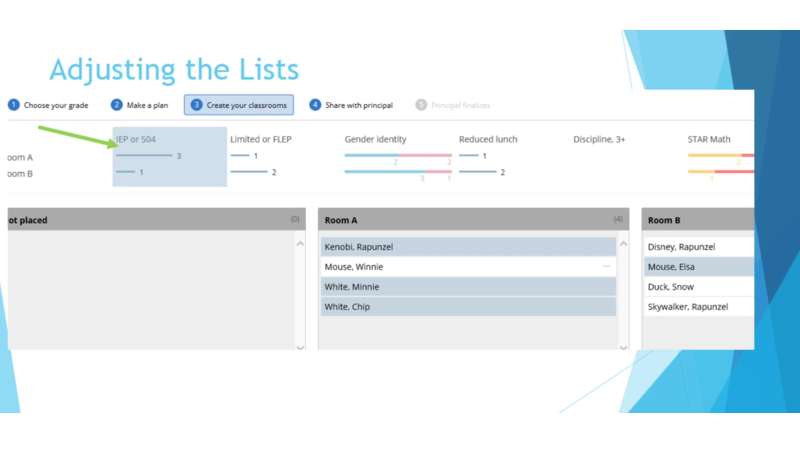 Adjusting the Lists
1 Choose your grade 2 Make a plan 3 Create your classrooms 4 Share with principal 5 Principal finalizes
IEP or 504 Limited or FLEP Gender identity Reduced lunch Discipline, 3+ STAR Math
oom A 3 1 2 2 1 2
oom B 1 2 3 1 2 1
ot placed (0) Room A (4) Room B
Kenobi, Rapunzel Disney, Rapunzel
Mouse, Winnie ... Mouse, Elsa
White, Minnie Duck, Snow
White, Chip Skywalker, Rapunzel